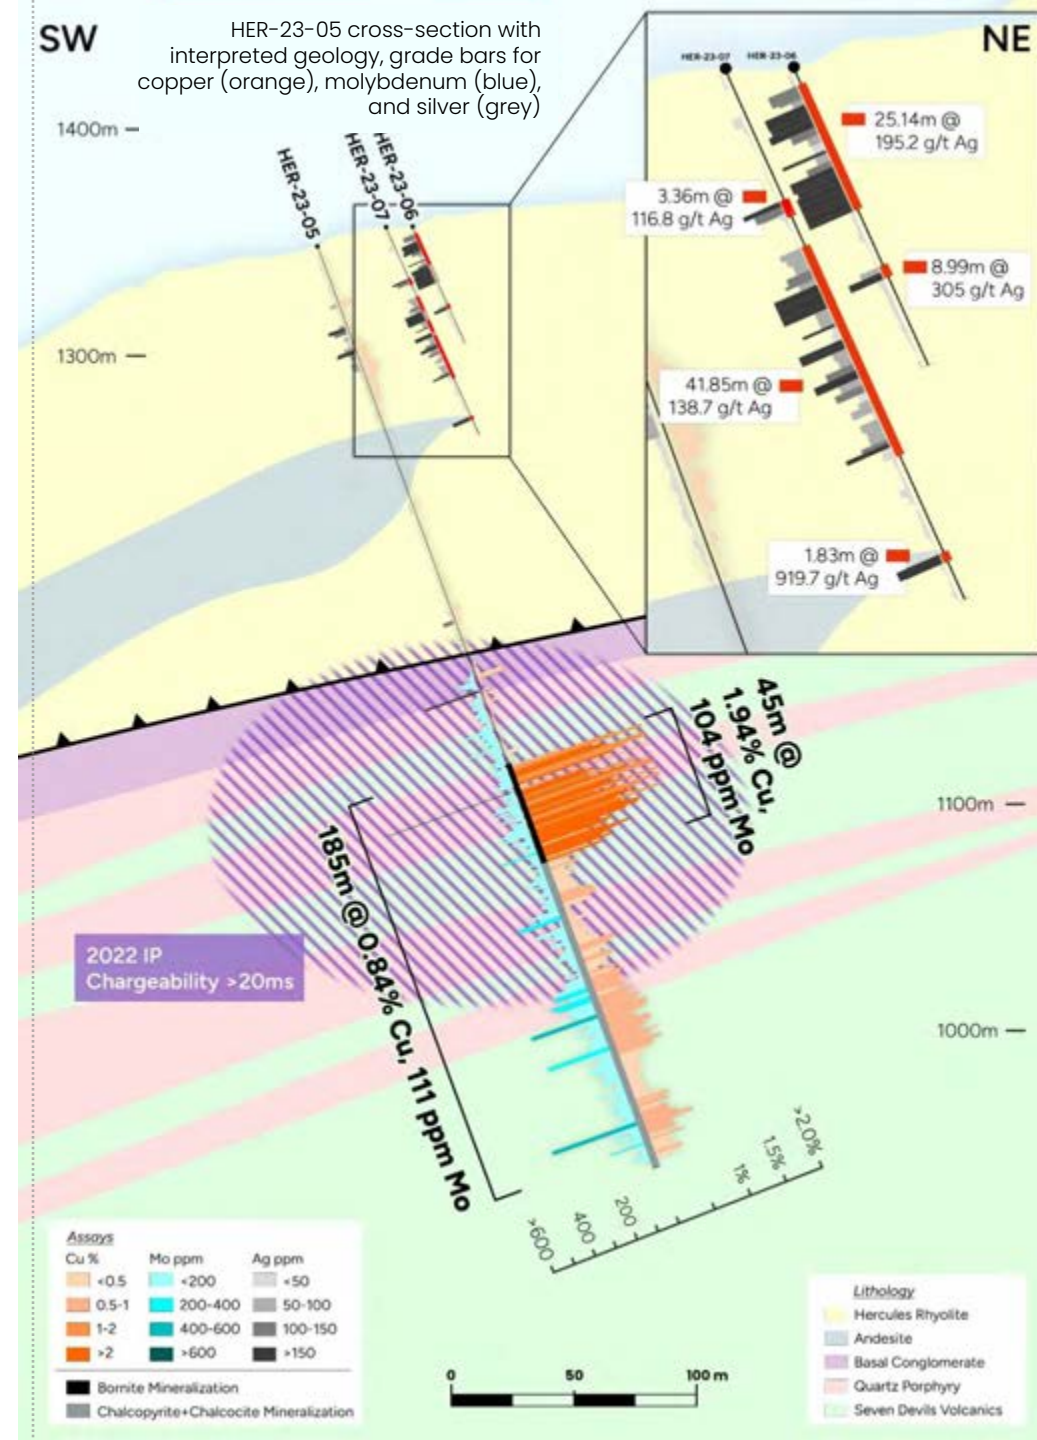 SW
HER-23-05 cross-section with
interpreted geology, grade bars for
copper (orange), molybdenum (blue),
and silver (grey)
NE
1400m
1300m
1100m
1000m
HER-23-05
HER-23-07
HER-23-06
HER-23-07
HER-23-06
25.14m @
195.2 g/t Ag
3.36m @
116.8 g/t Ag
8.99m @
305 g/t Ag
41.85m @
138.7 g/t Ag
1.83m @
919.7 g/t Ag
45m @
1.94% Cu,
104 ppm Mo
185m @ 0.84% Cu, 111 ppm Mo
2022 IP
Chargeability >20ms
>600
400
200
1%
1.5%
>2.0%
Assays
Cu % Mo ppm Ag ppm
<0.5 <200 <50
0.5-1 200-400 50-100
1-2 400-600 100-150
>2 >600 >150
Bornite Mineralization
Chalcopyrite+Chalcocite Mineralization
0 50 100 m
Lithology
Hercules Rhyolite
Andesite
Basal Conglomerate
Quartz Porphyry
Seven Devils Volcanics